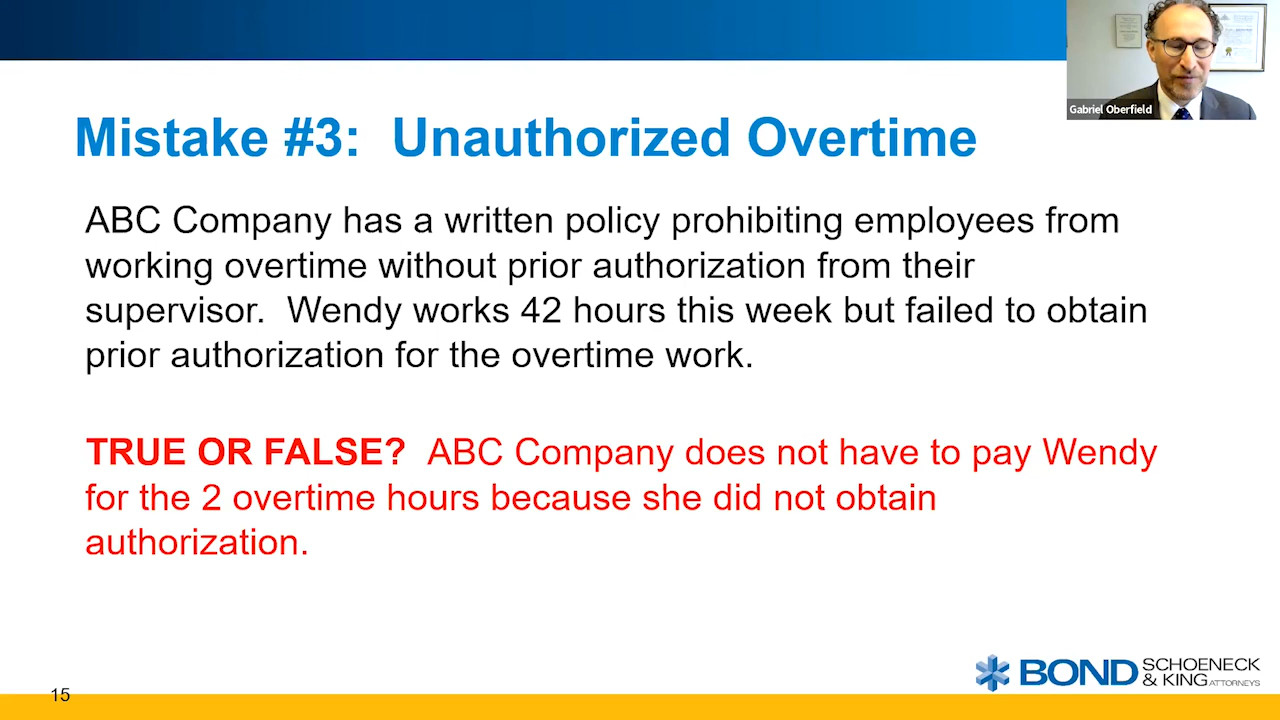 Gabriel Oberfield
Mistake #3: Unauthorized Overtime
ABC Company has a written policy prohibiting employees from
working overtime without prior authorization from their
supervisor. Wendy works 42 hours this week but failed to obtain
prior authorization for the overtime work.
TRUE OR FALSE? ABC Company does not have to pay Wendy
for the 2 overtime hours because she did not obtain
authorization.
15
BOND SCHOENECK
& KING ATTORNEYS